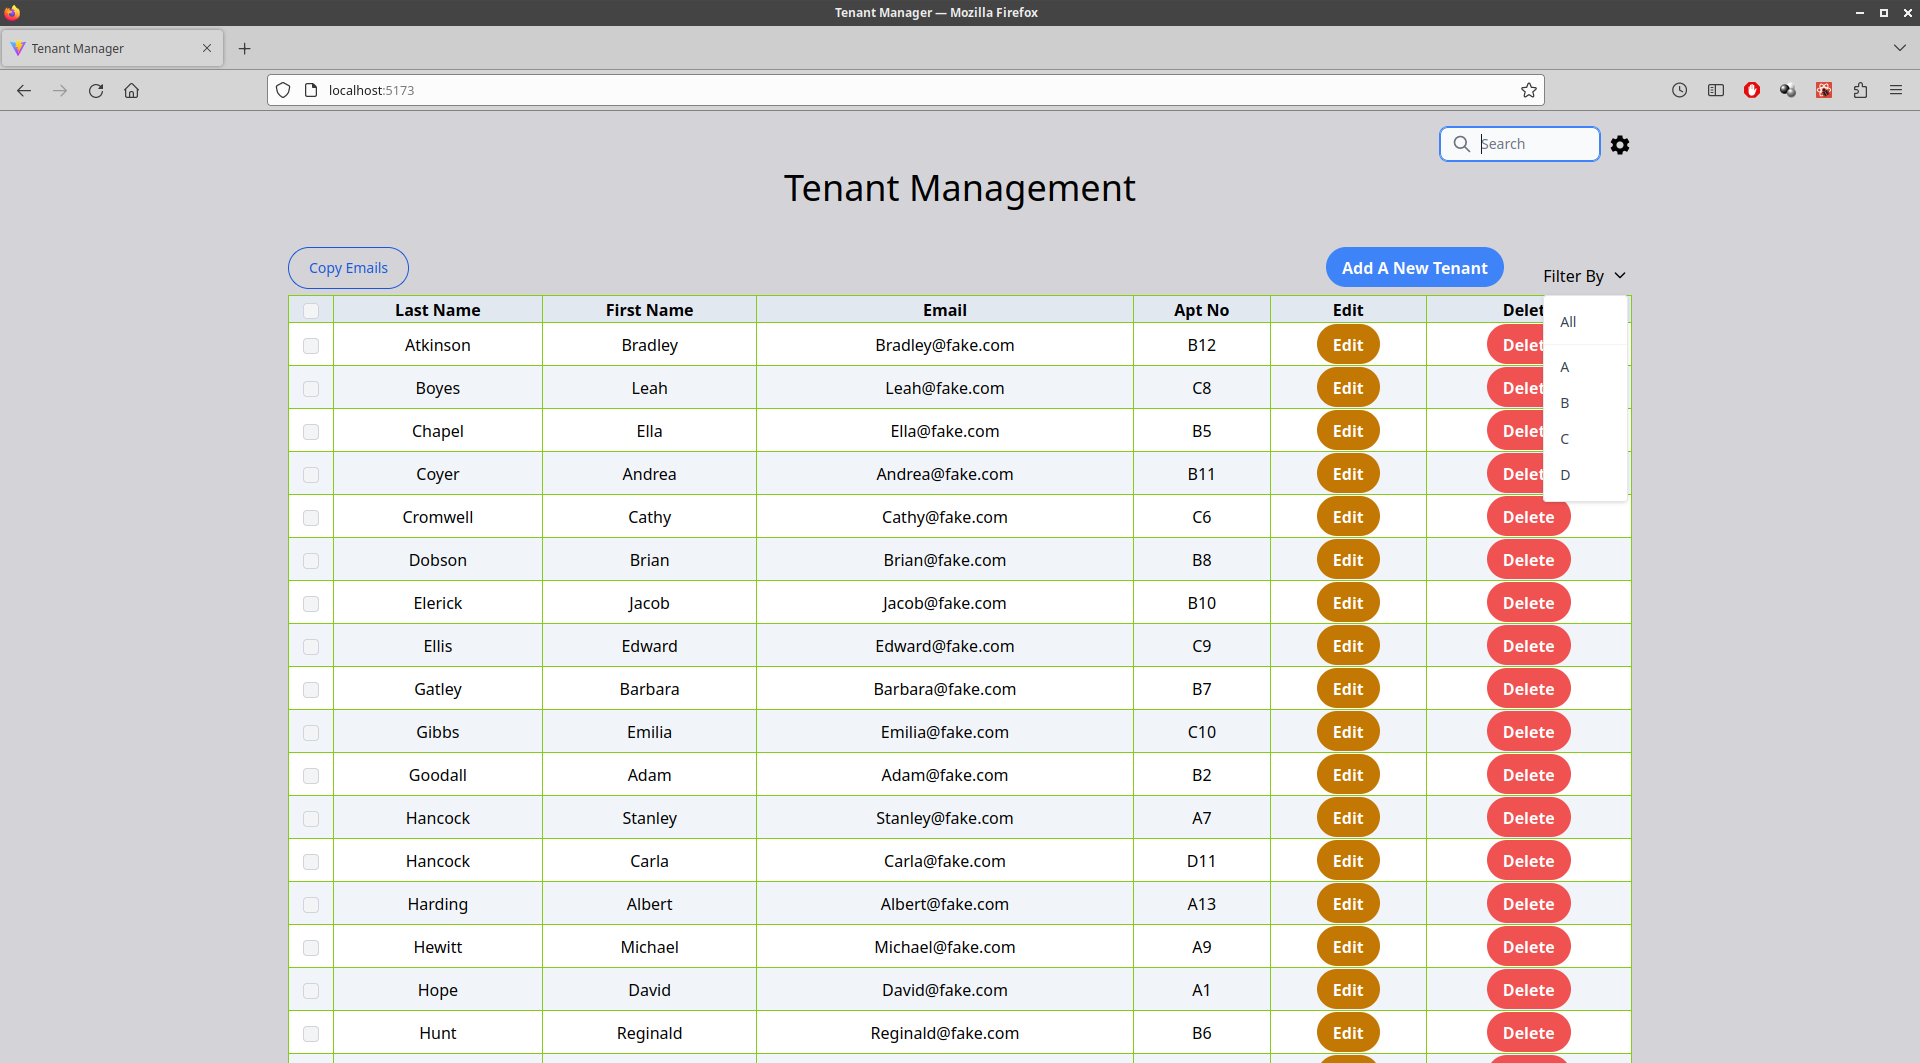 Tenant Manager — Mozilla Firefox
Tenant Manager
localhost:5173
Search
Tenant Management
Copy Emails
Add A New Tenant
Filter By
Last Name First Name Email Apt No Edit Delet
All
A
B
C
D
Atkinson Bradley Bradley@fake.com B12 Edit Delet
Boyes Leah Leah@fake.com C8 Edit Delet
Chapel Ella Ella@fake.com B5 Edit Delet
Coyer Andrea Andrea@fake.com B11 Edit Delet
Cromwell Cathy Cathy@fake.com C6 Edit Delete
Dobson Brian Brian@fake.com B8 Edit Delete
Elerick Jacob Jacob@fake.com B10 Edit Delete
Ellis Edward Edward@fake.com C9 Edit Delete
Gatley Barbara Barbara@fake.com B7 Edit Delete
Gibbs Emilia Emilia@fake.com C10 Edit Delete
Goodall Adam Adam@fake.com B2 Edit Delete
Hancock Stanley Stanley@fake.com A7 Edit Delete
Hancock Carla Carla@fake.com D11 Edit Delete
Harding Albert Albert@fake.com A13 Edit Delete
Hewitt Michael Michael@fake.com A9 Edit Delete
Hope David David@fake.com A1 Edit Delete
Hunt Reginald Reginald@fake.com B6 Edit Delete